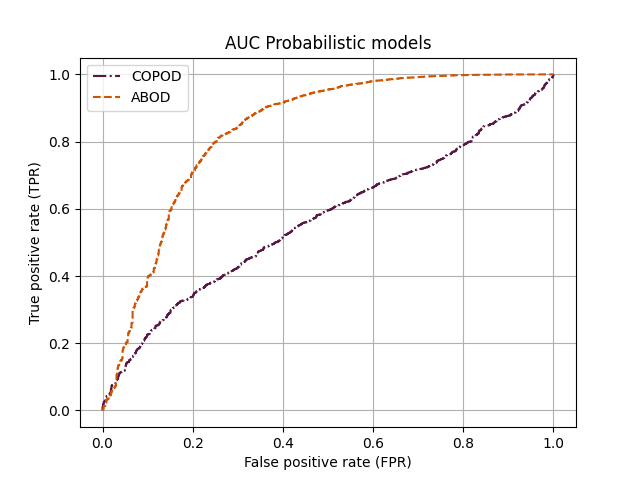 AUC Probabilistic models
COPOD
ABOD
True positive rate (TPR)
1.0
0.8
0.6
0.4
0.2
0.0
0.0 0.2 0.4 0.6 0.8 1.0
False positive rate (FPR)